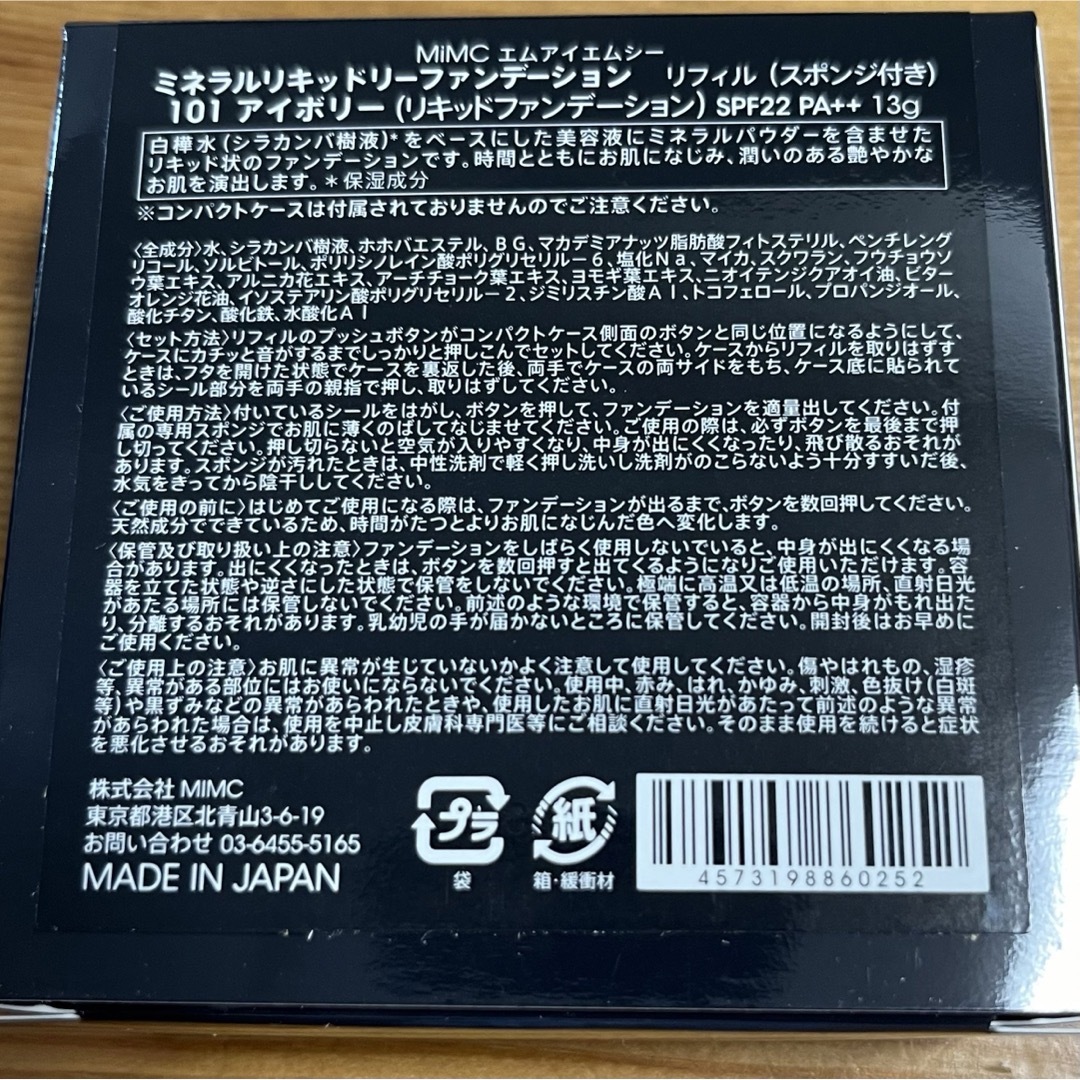 MiMC エムアイエムシー
ミネラルリキッドリーファンデーション リフィル（スポンジ付き）
101 アイボリー（リキッドファンデーション）SPF22 PA++ 13g
白樺水（シラカンバ樹液）*をベースにした美容液にミネラルパウダーを含ませた
リキッド状のファンデーションです。時間とともにお肌になじみ、潤いのある艶やかな
お肌を演出します。＊保湿成分
※コンパクトケースは付属されておりませんのでご注意ください。
〈全成分〉水、シラカンバ樹液、ホホバエステル、ＢＧ、マカデミアナッツ脂肪酸フィトステリル、ペンチレング
リコール、ソルビトール、ポリリシノレイン酸ポリグリセリル－６、塩化Ｎａ、マイカ、スクワラン、フウチョウソ
ウ葉エキス、アルニカ花エキス、アーチチョーク葉エキス、ヨモギ葉エキス、ニオイテンジクアオイ油、ビター
オレンジ花油、イソステアリン酸ポリグリセリル－２、ジミリスチン酸Ａｌ、トコフェロール、プロパンジオール、
酸化チタン、酸化鉄、水酸化Ａｌ
〈セット方法〉リフィルのプッシュボタンがコンパクトケース側面のボタンと同じ位置になるようにして、
ケースにカチッと音がするまでしっかりと押しこんでセットしてください。ケースからリフィルを取りはずす
ときは、フタを開けた状態でケースを裏返した後、両手でケースの両サイドをもち、ケース底に貼られて
いるシール部分を両手の親指で押し、取りはずしてください。
〈ご使用方法〉付いているシールをはがし、ボタンを押して、ファンデーションを適量出してください。付
属の専用スポンジでお肌に薄くのばしてなじませてください。ご使用の際は、必ずボタンを最後まで押
し切ってください。押し切らないと空気が入りやすくなり、中身が出にくくなったり、飛び散るおそれが
あります。スポンジが汚れたときは、中性洗剤で軽く押し洗いし洗剤がのこらないよう十分すすいだ後、
水気をきってから陰干ししてください。
〈ご使用の前に〉はじめてご使用になる際は、ファンデーションが出るまで、ボタンを数回押してください。
天然成分でできているため、時間がたつとよりお肌になじんだ色へ変化します。
〈保管及び取り扱い上の注意〉ファンデーションをしばらく使用しないでいると、中身が出にくくなる場
合があります。出にくくなったときは、ボタンを数回押すと出てくるようになりご使用いただけます。容
器を立てた状態や逆さにした状態で保管をしないでください。極端に高温又は低温の場所、直射日光
があたる場所には保管しないでください。前述のような環境で保管すると、容器から中身がもれ出た
り、分離するおそれがあります。乳幼児の手が届かないところに保管してください。開封後はお早めに
ご使用ください。
〈ご使用上の注意〉お肌に異常が生じていないかよく注意して使用してください。傷やはれもの、湿疹
等、異常がある部位にはお使いにならないでください。使用中、赤み、はれ、かゆみ、刺激、色抜け（白斑
等）や黒ずみなどの異常があらわれたときや、使用したお肌に直射日光があたって前述のような異常
があらわれた場合は、使用を中止し皮膚科専門医等にご相談ください。そのまま使用を続けると症状
を悪化させるおそれがあります。
株式会社 MIMC
東京都港区北青山3-6-19
お問い合わせ 03-6455-5165
MADE IN JAPAN
プラ
袋
紙
箱・緩衝材
4573198860252